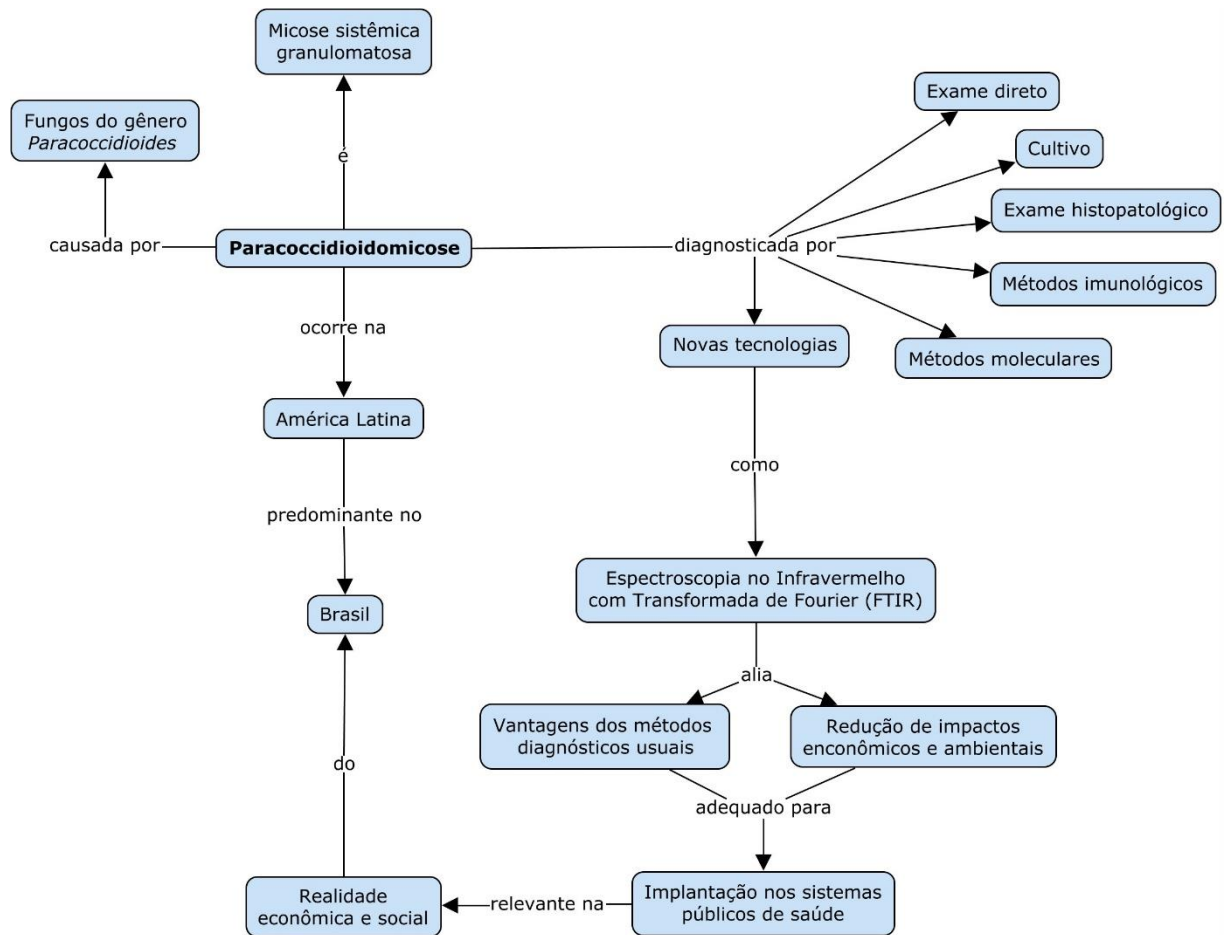 Micose sistêmica
granulomatosa
Fungos do gênero
Paracoccidioides
é
causada por
Paracoccidioidomicose
diagnosticada por
Exame direto
Cultivo
Exame histopatológico
Métodos imunológicos
Métodos moleculares
Novas tecnologias
ocorre na
América Latina
predominante no
Brasil
como
Espectroscopia no Infravermelho
com Transformada de Fourier (FTIR)
alia
Vantagens dos métodos
diagnósticos usuais
Redução de impactos
enconômicos e ambientais
adequado para
Implantação nos sistemas
públicos de saúde
relevante na
Realidade
econômica e social
do